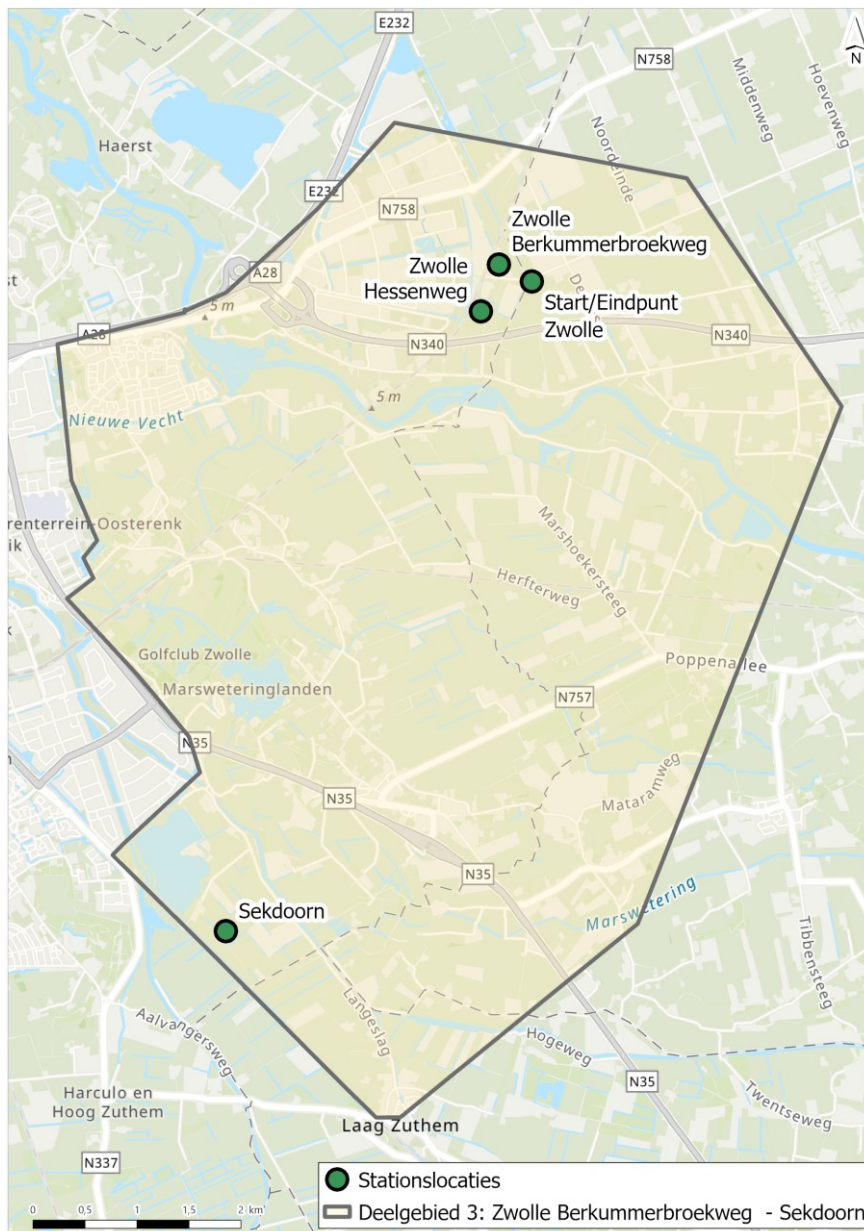 E232
N758
N
Middenweg
Hoevenweg
Haerst
Noordeinde
E232
N758
Zwolle
Berkummerbroekweg
A28
Zwolle
Hessenweg
st
De
Start/Eindpunt
Zwolle
5 m
A28
N340
N340
5 m
Nieuwe Vecht
renterrein-Oosterenk
ik
Marshoekersteeg
Herfterweg
k
Golfclub Zwolle
Poppenallee
Marsweteringlanden
N757
N35
m
N35
Mataramweg
N35
Sekdoorn
Marswetering
Tibbensteeg
Langeslag
Aalvangersweg
Hogeweg
Harculo en
Hoog Zuthem
N35
Twentseweg
Laag Zuthem
N337
Stationslocaties
Deelgebied 3: Zwolle Berkummerbroekweg - Sekdoorn
0 0,5 1 1,5 2 km